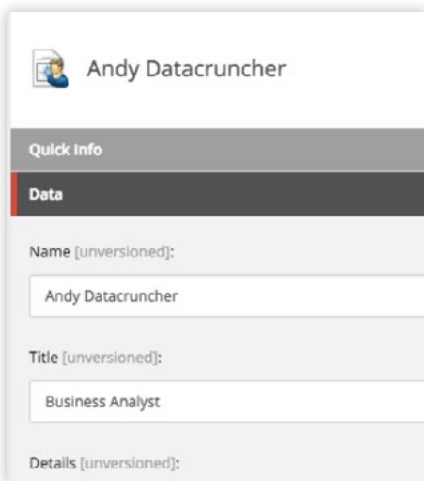 Andy Datacruncher
Quick Info
Data
Name [unversioned]:
Andy Datacruncher
Title [unversioned]:
Business Analyst
Details [unversioned]: